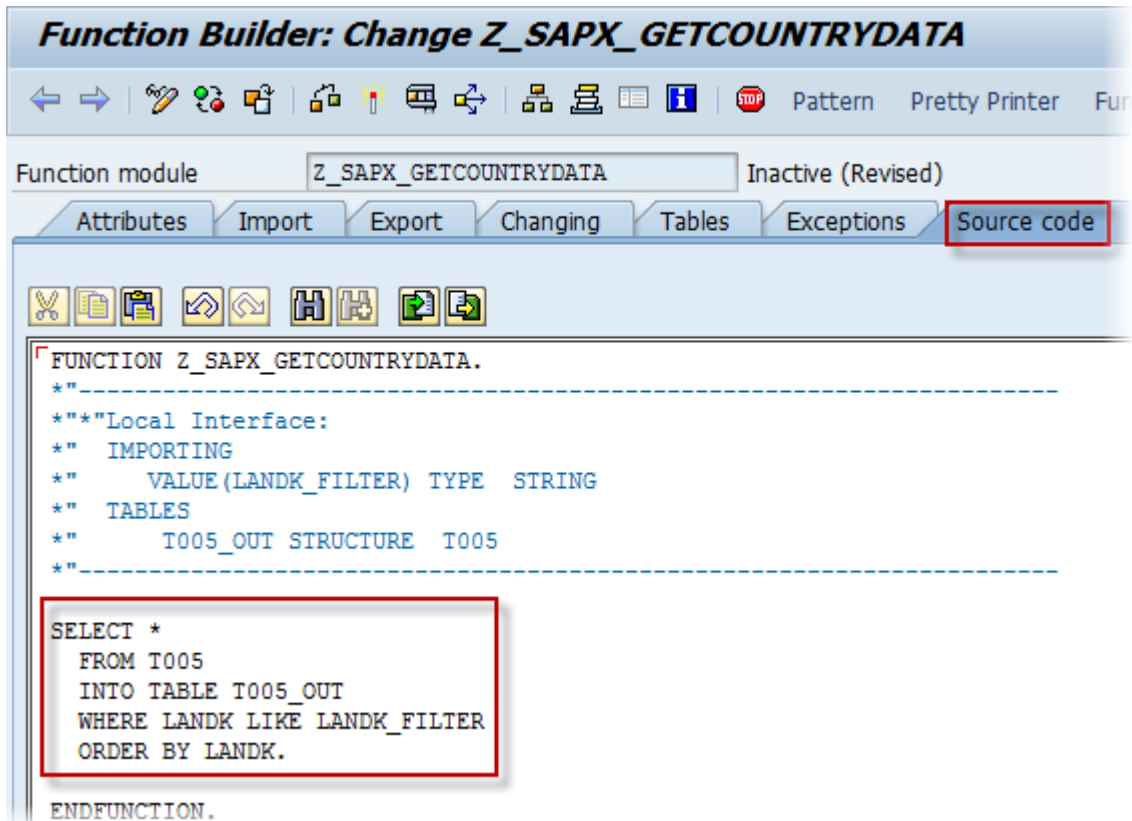 Function Builder: Change Z_SAPX_GETCOUNTRYDATA
STOP Pattern Pretty Printer Fun
Function module Z_SAPX_GETCOUNTRYDATA Inactive (Revised)
Attributes Import Export Changing Tables Exceptions Source code
FUNCTION Z_SAPX_GETCOUNTRYDATA.
*"----------------------------------------------------------------------
*"*"Local Interface:
*"  IMPORTING
*"     VALUE(LANDK_FILTER) TYPE  STRING
*"  TABLES
*"      T005_OUT STRUCTURE  T005
*"----------------------------------------------------------------------
SELECT *
  FROM T005
  INTO TABLE T005_OUT
  WHERE LANDK LIKE LANDK_FILTER
  ORDER BY LANDK.
ENDFUNCTION.